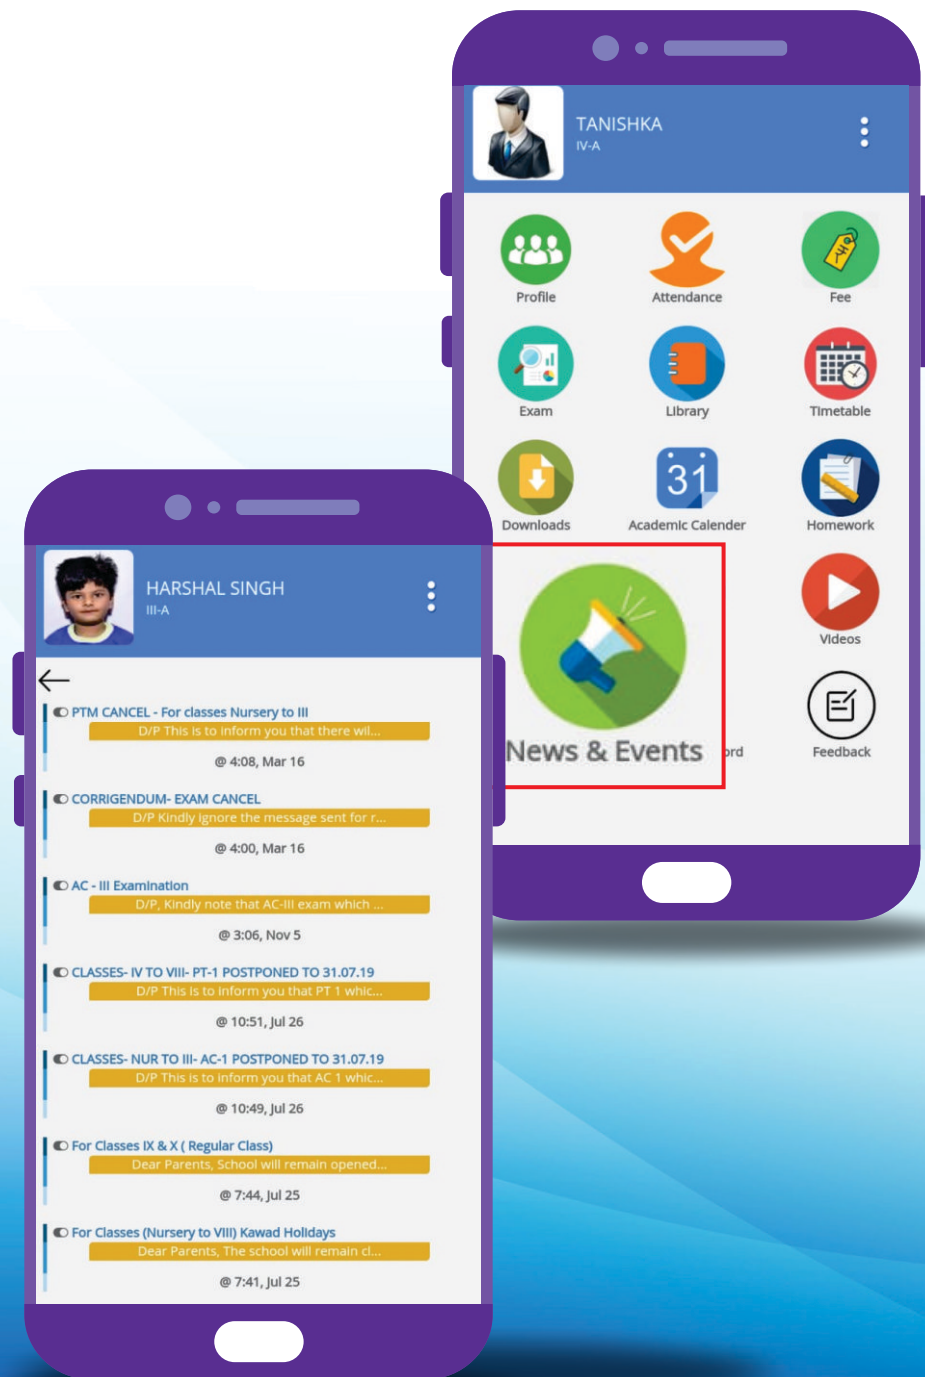 TANISHKA
IV-A
Profile
Attendance
Fee
Exam
Library
Timetable
Downloads
31
Academic Calender
Homework
News & Events
Videos
ord
Feedback
HARSHAL SINGH
III-A
PTM CANCEL - For classes Nursery to III
D/P This is to inform you that there wil...
@ 4:08, Mar 16
CORRIGENDUM- EXAM CANCEL
D/P Kindly ignore the message sent for r...
@ 4:00, Mar 16
AC - III Examination
D/P, Kindly note that AC-III exam which ...
@ 3:06, Nov 5
CLASSES- IV TO VIII- PT-1 POSTPONED TO 31.07.19
D/P This is to inform you that PT 1 whic...
@ 10:51, Jul 26
CLASSES- NUR TO III- AC-1 POSTPONED TO 31.07.19
D/P This is to inform you that AC 1 whic...
@ 10:49, Jul 26
For Classes IX & X ( Regular Class)
Dear Parents, School will remain opened...
@ 7:44, Jul 25
For Classes (Nursery to VIII) Kawad Holidays
Dear Parents, The school will remain cl...
@ 7:41, Jul 25